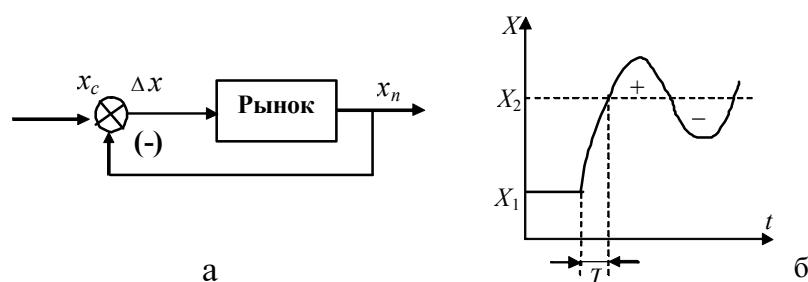 x_c Δx Рынок x_n
(-)
а
X
X_2 + −
X_1
t
T
б